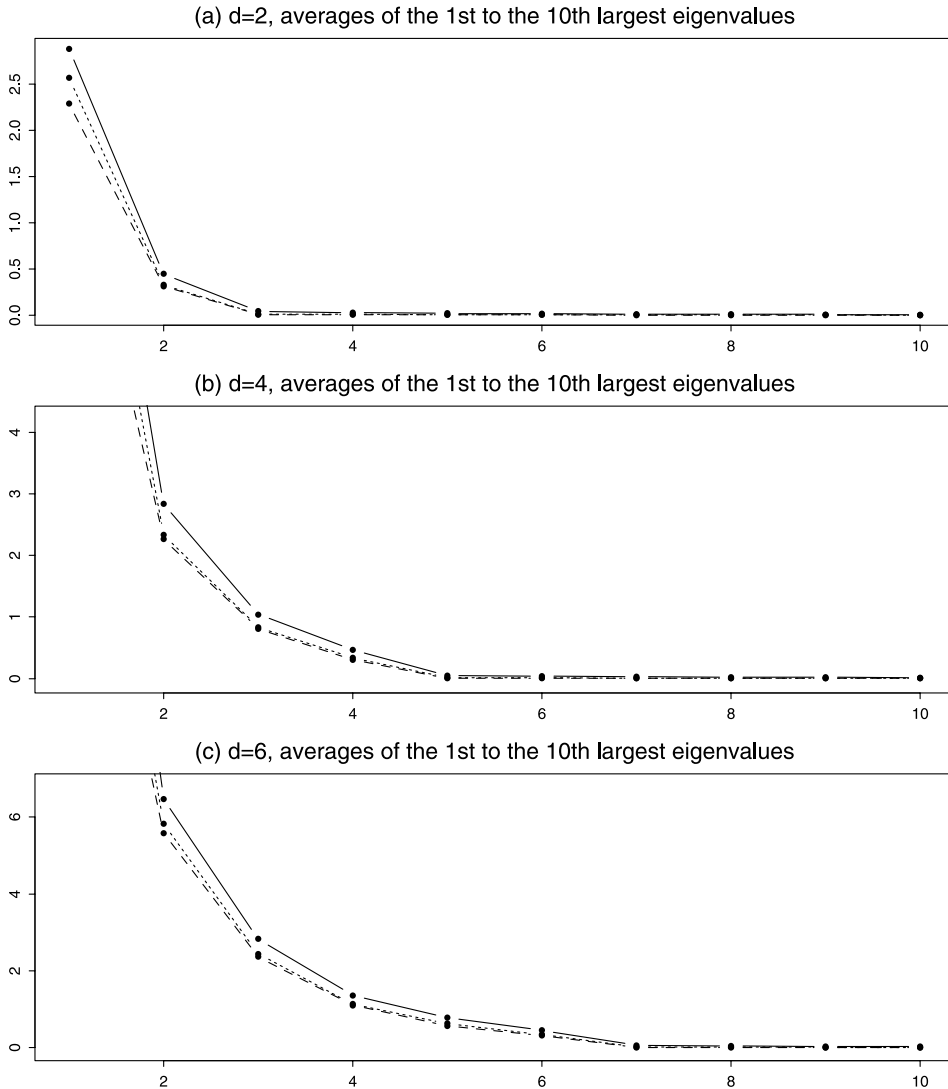 (a) d=2, averages of the 1st to the 10th largest eigenvalues
2.5
2.0
1.5
1.0
0.5
0.0
2 4 6 8 10
(b) d=4, averages of the 1st to the 10th largest eigenvalues
4
3
2
1
0
2 4 6 8 10
(c) d=6, averages of the 1st to the 10th largest eigenvalues
6
4
2
0
2 4 6 8 10